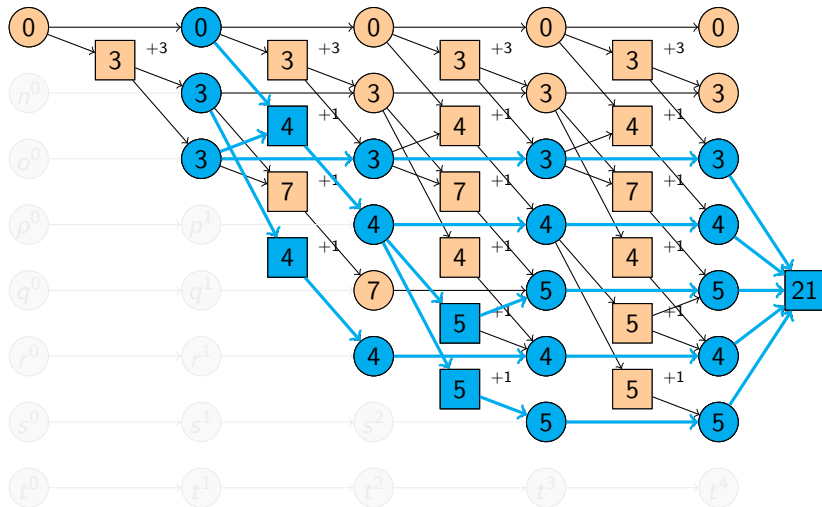 0 0 0 0 0
3 +3 3 +3 3 +3 3 +3
n⁰ 3 3 3 3
4 +1 4 +1 4 +1
o⁰ 3 3 3 3
7 +1 7 +1 7 +1
p⁰ p¹ 4 4 4
4 +1 4 +1 4 +1
q⁰ q¹ 7 5 5 21
5 +1 5 +1
r⁰ r¹ 4 4 4
5 +1 5 +1
s⁰ s¹ s² 5 5
t⁰ t¹ t² t³ t⁴